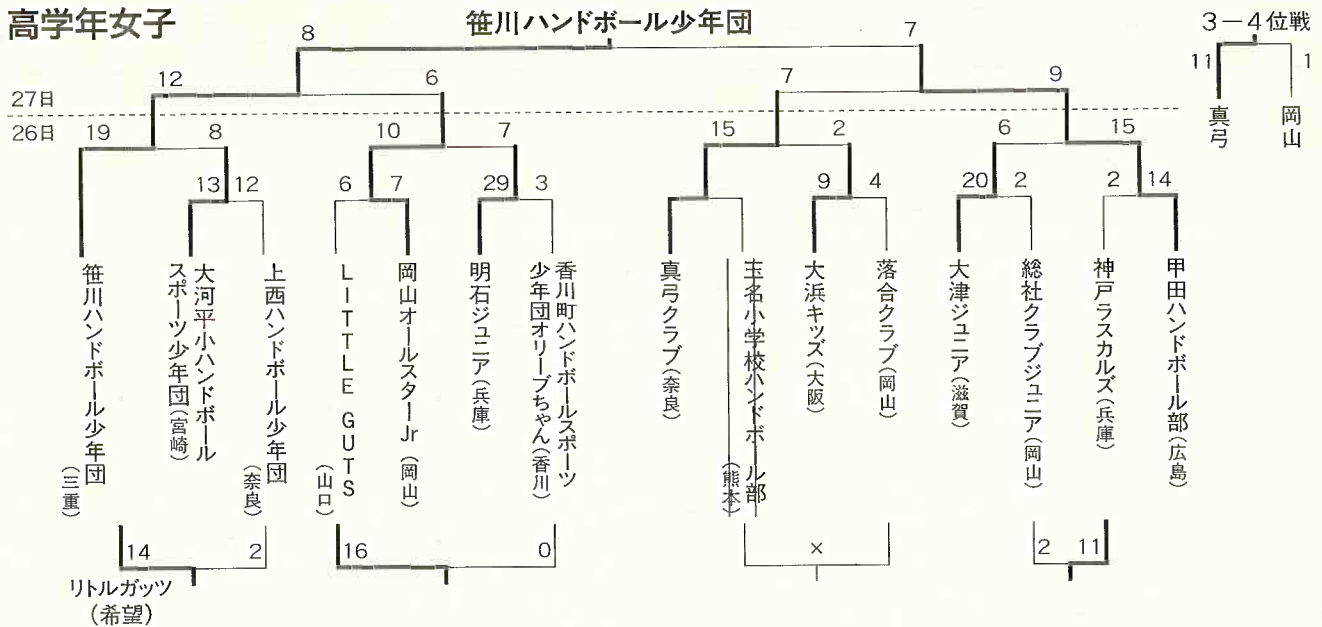 高学年女子
笹川ハンドボール少年団
3－4位戦
8
7
11
1
真弓
岡山
12
6
7
9
27日
26日
19
8
10
7
15
2
6
15
13
12
6
7
29
3
9
4
20
2
2
14
笹川ハンドボール少年団
（三重）
大河平小ハンドボール
スポーツ少年団（宮崎）
上西ハンドボール少年団
（奈良）
LITTLE GUTS
（山口）
岡山オールスターJr（岡山）
明石ジュニア（兵庫）
香川町ハンドボールスポーツ
少年団オリーブちゃん（香川）
真弓クラブ（奈良）
玉名小学校ハンドボール部
（熊本）
大浜キッズ（大阪）
落合クラブ（岡山）
大津ジュニア（滋賀）
総社クラブジュニア（岡山）
神戸ラスカルズ（兵庫）
甲田ハンドボール部（広島）
14
2
16
0
×
2
11
リトルガッツ
（希望）